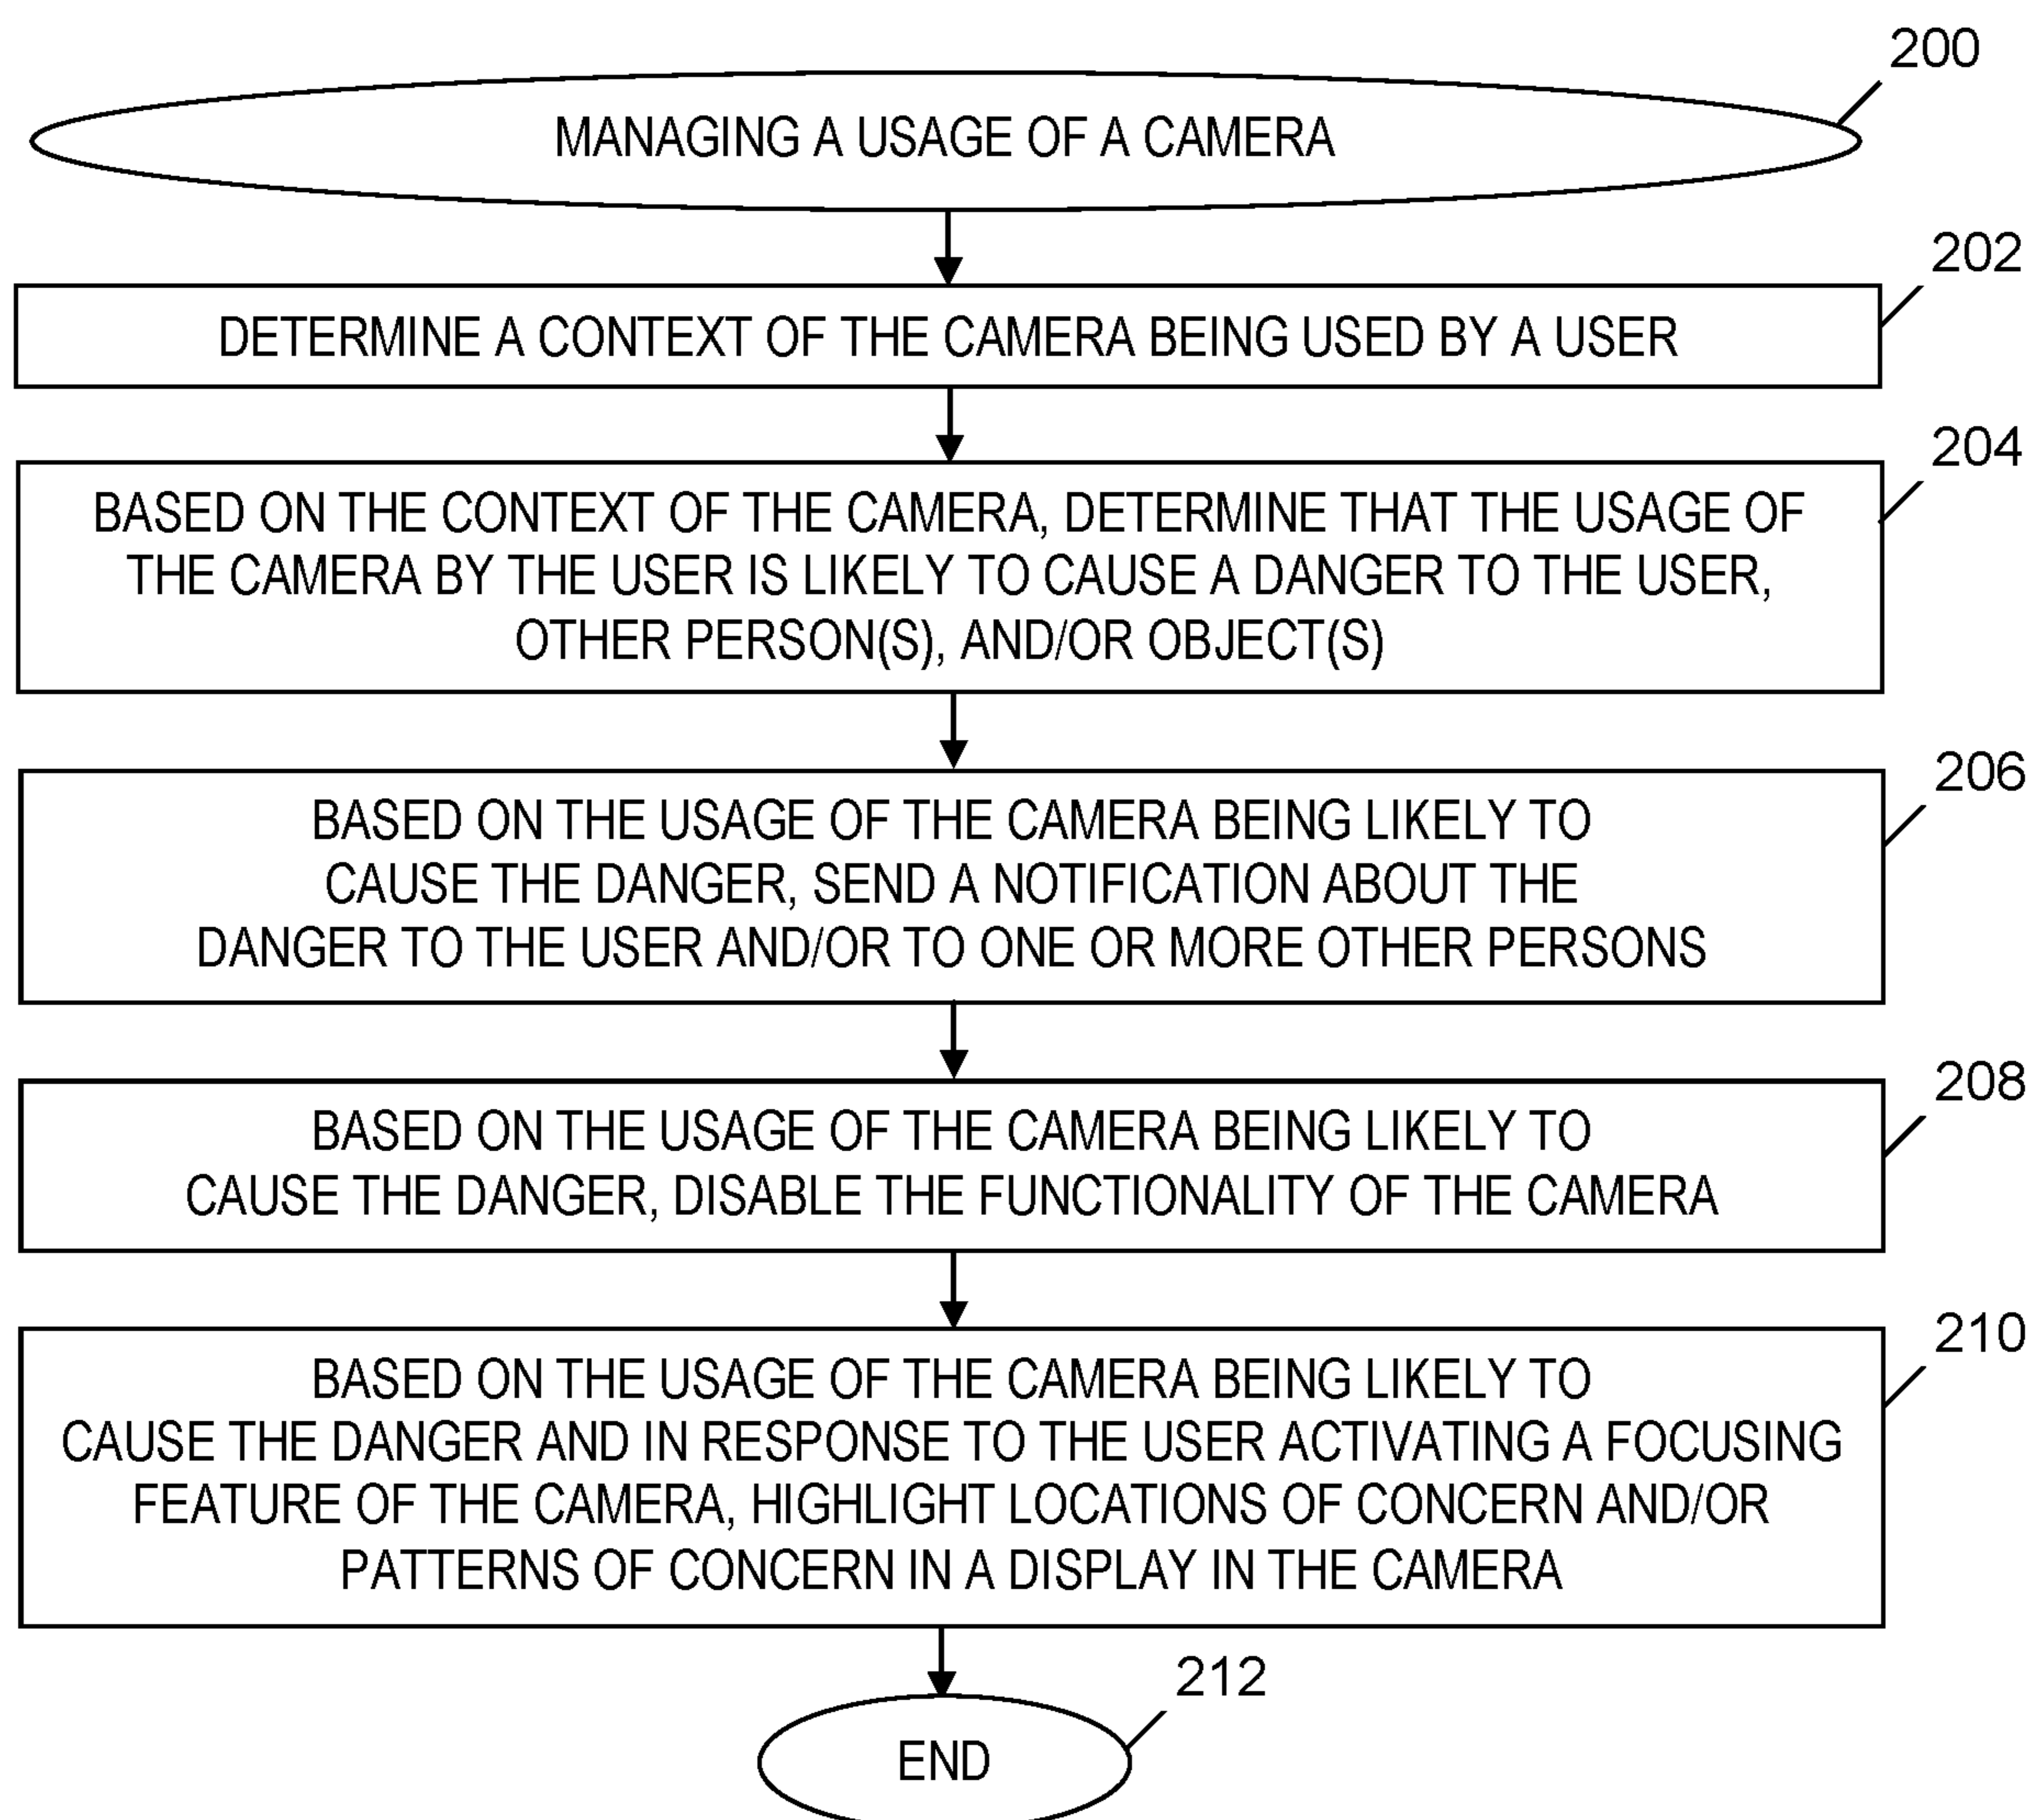 200
MANAGING A USAGE OF A CAMERA
202
DETERMINE A CONTEXT OF THE CAMERA BEING USED BY A USER
204
BASED ON THE CONTEXT OF THE CAMERA, DETERMINE THAT THE USAGE OF
THE CAMERA BY THE USER IS LIKELY TO CAUSE A DANGER TO THE USER,
OTHER PERSON(S), AND/OR OBJECT(S)
206
BASED ON THE USAGE OF THE CAMERA BEING LIKELY TO
CAUSE THE DANGER, SEND A NOTIFICATION ABOUT THE
DANGER TO THE USER AND/OR TO ONE OR MORE OTHER PERSONS
208
BASED ON THE USAGE OF THE CAMERA BEING LIKELY TO
CAUSE THE DANGER, DISABLE THE FUNCTIONALITY OF THE CAMERA
210
BASED ON THE USAGE OF THE CAMERA BEING LIKELY TO
CAUSE THE DANGER AND IN RESPONSE TO THE USER ACTIVATING A FOCUSING
FEATURE OF THE CAMERA, HIGHLIGHT LOCATIONS OF CONCERN AND/OR
PATTERNS OF CONCERN IN A DISPLAY IN THE CAMERA
212
END